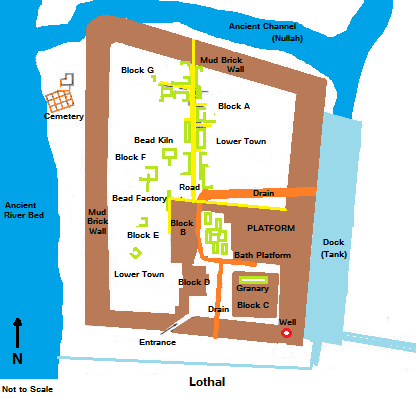 Ancient Channel
(Nullah)
Mud Brick
Wall
Block G
Block A
Cemetery
Bead Kiln
Lower Town
Block F
Road
Drain
Bead Factory
Ancient
River Bed
Mud
Brick
Wall
Block
B
PLATFORM
Block E
Dock
(Tank)
Bath Platform
Lower Town
Block D
Granary
Block C
Drain
Well
N
Entrance
Not to Scale
Lothal